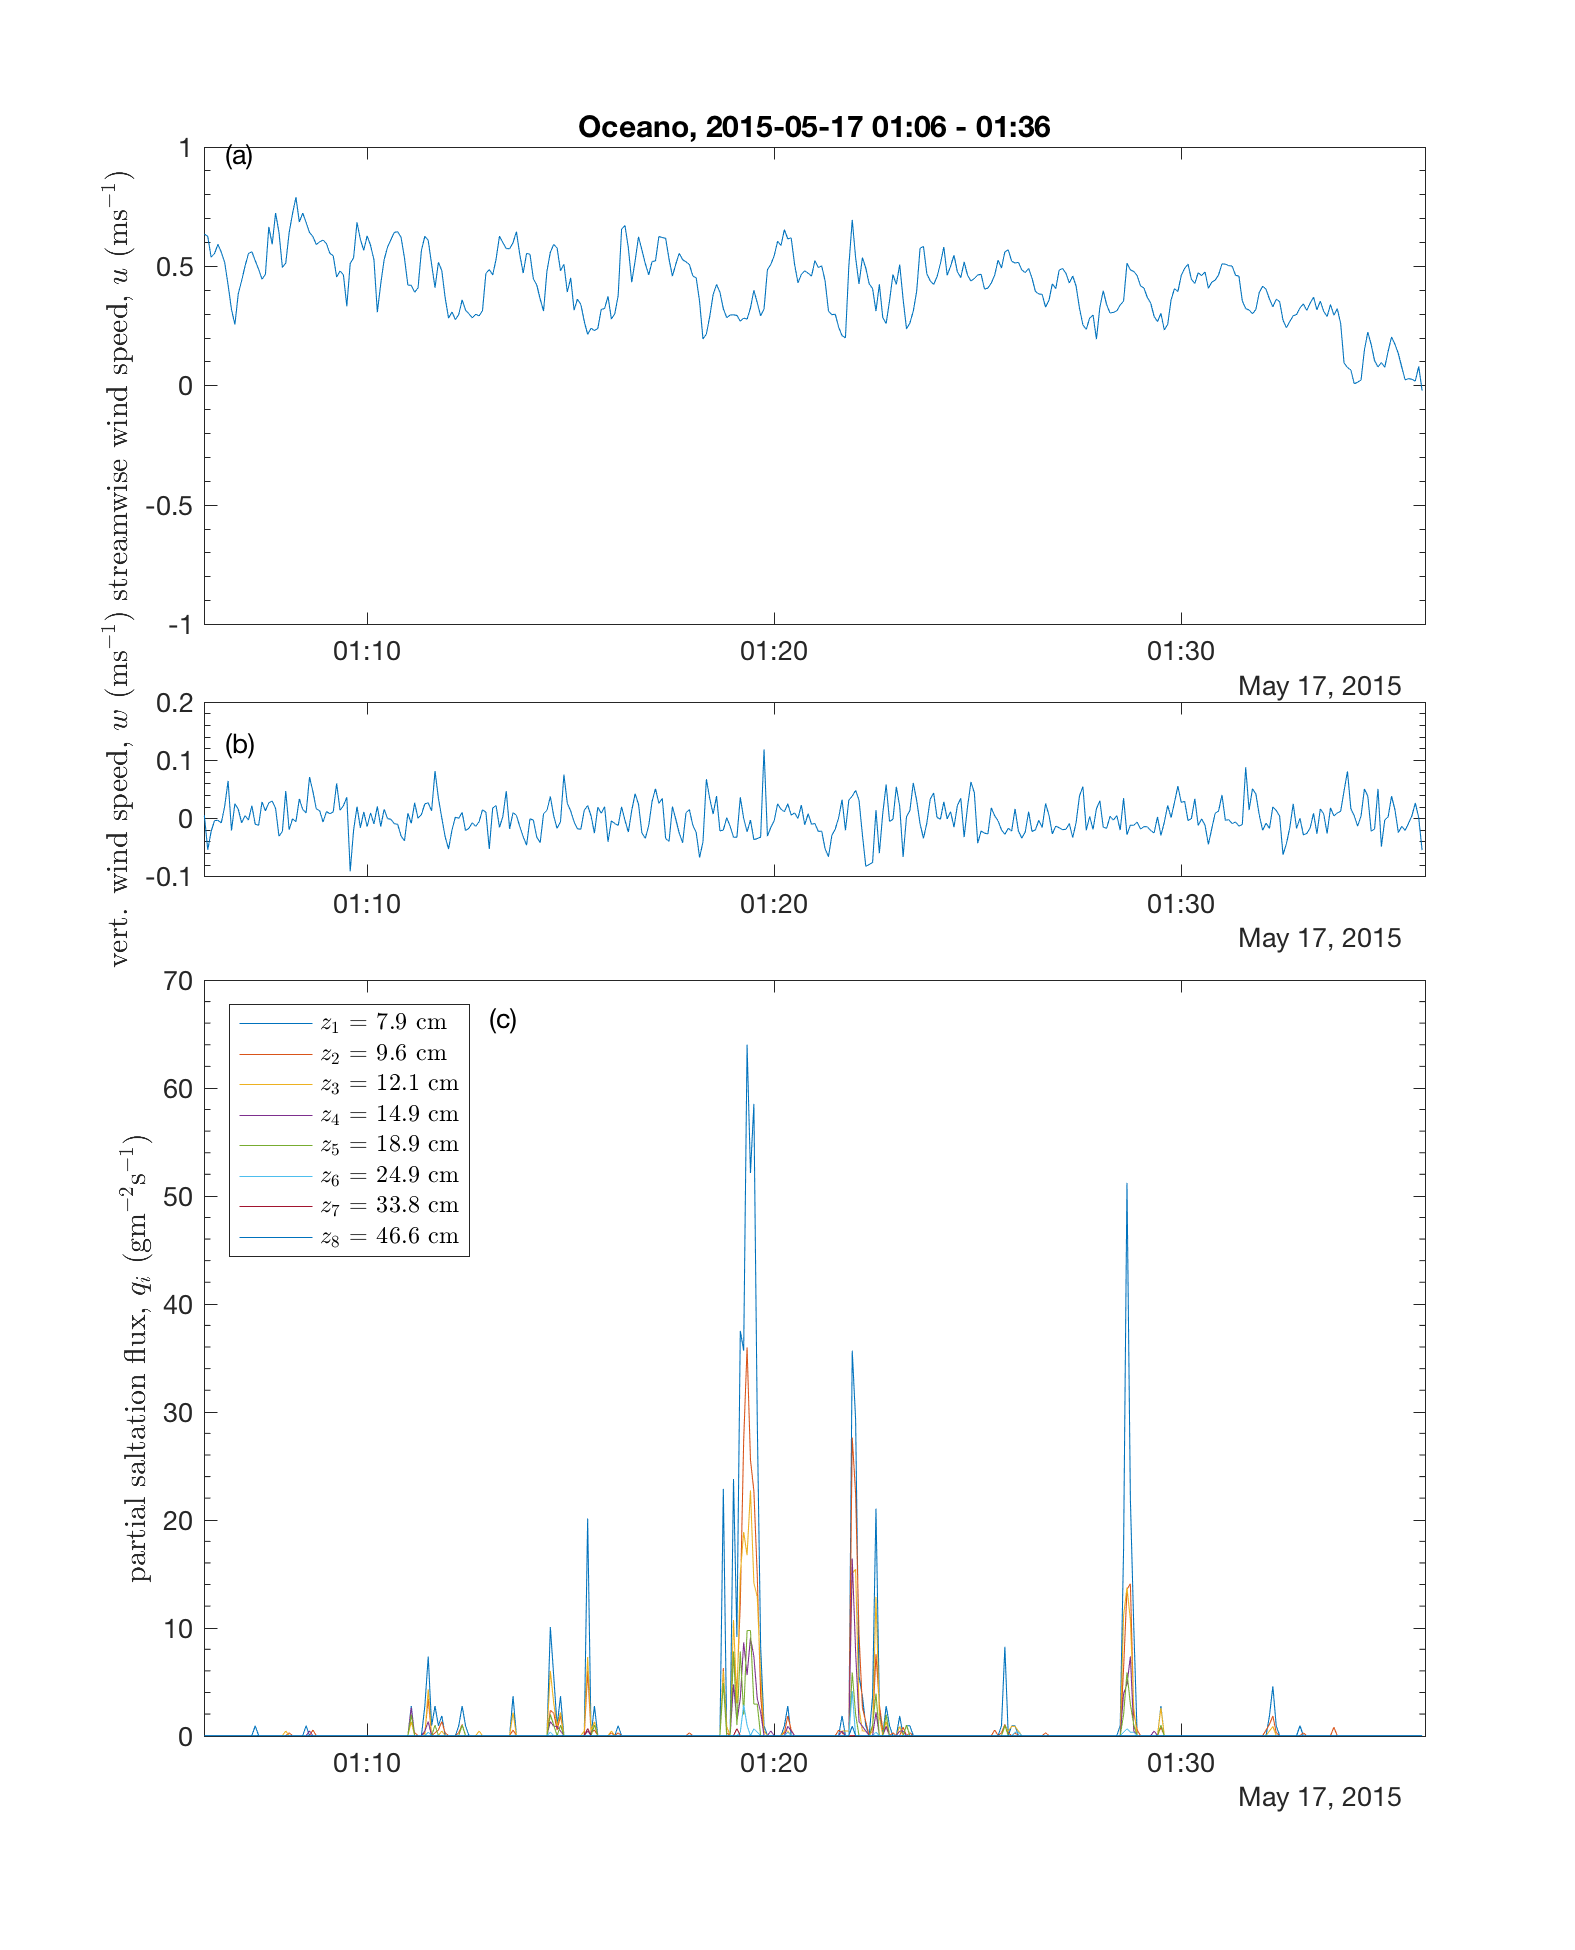 Oceano, 2015-05-17 01:06 - 01:36
(a)
1
0.5
0
-0.5
-1
streamwise wind speed, u (ms⁻¹)
01:10 01:20 01:30
May 17, 2015
(b)
0.2
0.1
0
-0.1
vert. wind speed, w (ms⁻¹)
01:10 01:20 01:30
May 17, 2015
(c)
70
60
50
40
30
20
10
0
partial saltation flux, qᵢ (gm⁻²s⁻¹)
z₁ = 7.9 cm
z₂ = 9.6 cm
z₃ = 12.1 cm
z₄ = 14.9 cm
z₅ = 18.9 cm
z₆ = 24.9 cm
z₇ = 33.8 cm
z₈ = 46.6 cm
01:10 01:20 01:30
May 17, 2015